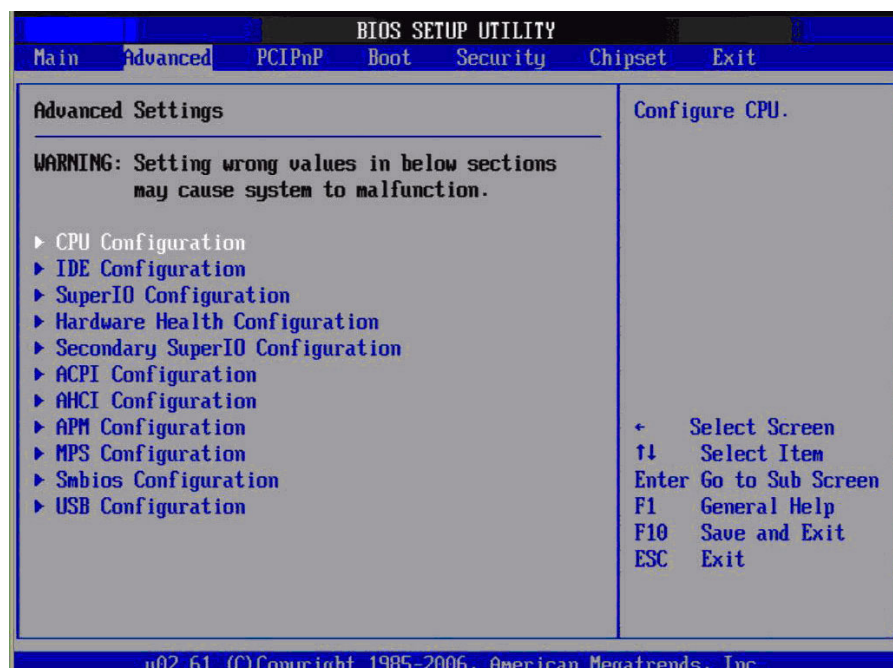 BIOS SETUP UTILITY
Main Advanced PCIPnP Boot Security Chipset Exit
Advanced Settings
WARNING: Setting wrong values in below sections
may cause system to malfunction.
▶ CPU Configuration
▶ IDE Configuration
▶ SuperIO Configuration
▶ Hardware Health Configuration
▶ Secondary SuperIO Configuration
▶ ACPI Configuration
▶ AHCI Configuration
▶ APM Configuration
▶ MPS Configuration
▶ Smbios Configuration
▶ USB Configuration
Configure CPU.
← Select Screen
↑↓ Select Item
Enter Go to Sub Screen
F1 General Help
F10 Save and Exit
ESC Exit
v02.61 (C)Copyright 1985-2006, American Megatrends, Inc.